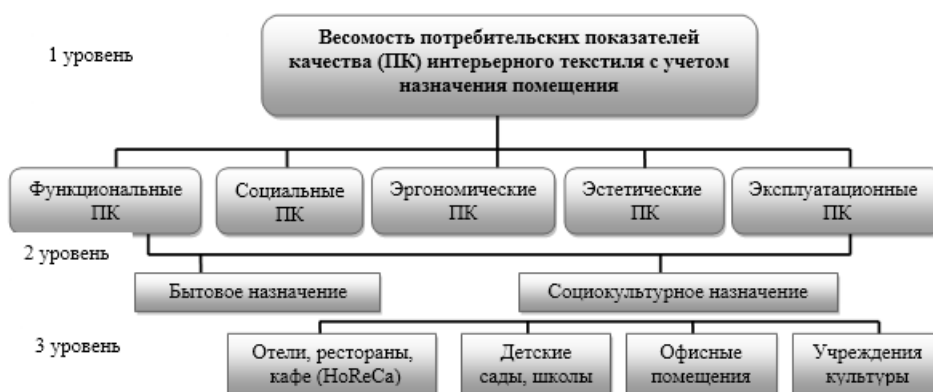 1 уровень
Весомость потребительских показателей
качества (ПК) интерьерного текстиля с учетом
назначения помещения
Функциональные
ПК
Социальные
ПК
Эргономические
ПК
Эстетические
ПК
Эксплуатационные
ПК
2 уровень
Бытовое назначение
Социокультурное назначение
3 уровень
Отели, рестораны,
кафе (HoReCa)
Детские
сады, школы
Офисные
помещения
Учреждения
культуры